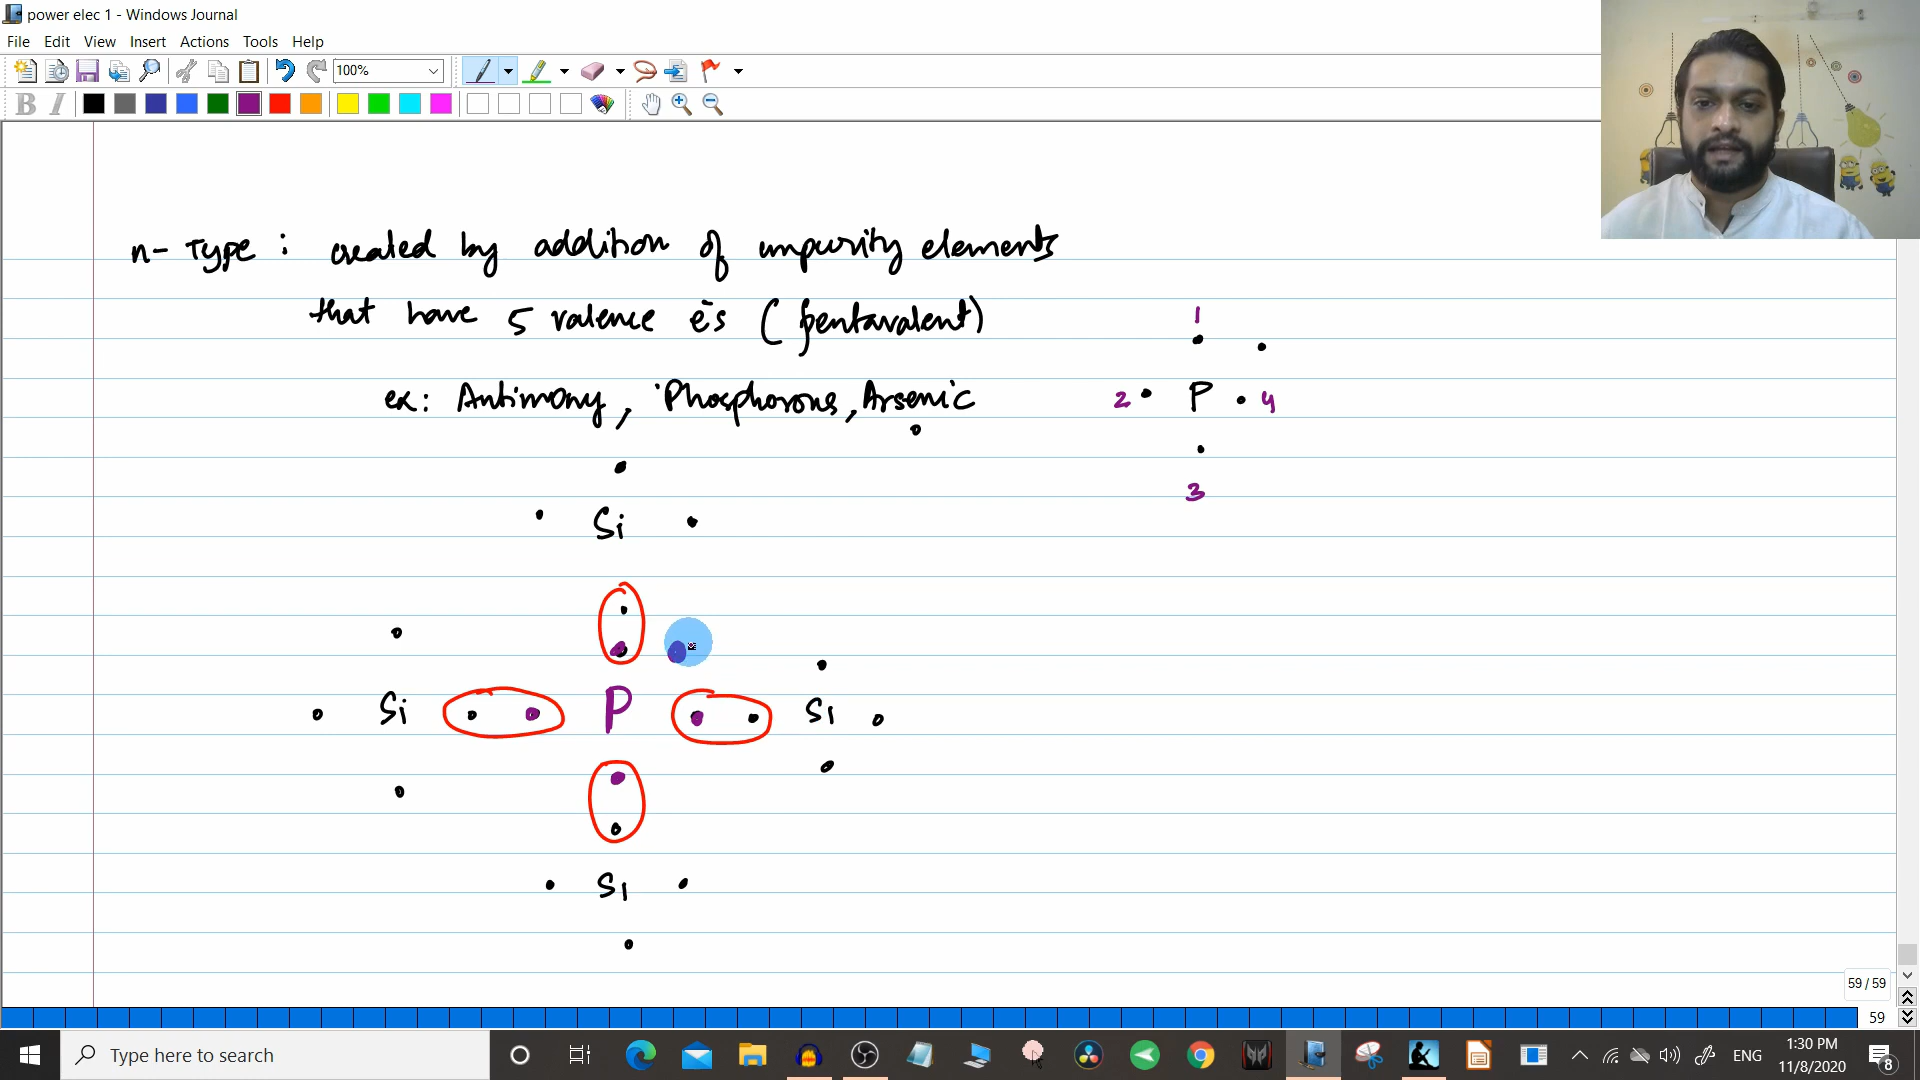 power elec 1 - Windows Journal
File Edit View Insert Actions Tools Help
100%
B I
n- Type : created by addition of impurity elements
that have 5 valence ēs (pentavalent)
ex: Antimony, Phosphorous, Arsenic
1
2 P 4
3
Si
Si P Si
Si
59 / 59
59
Type here to search
ENG
1:30 PM
11/8/2020
8